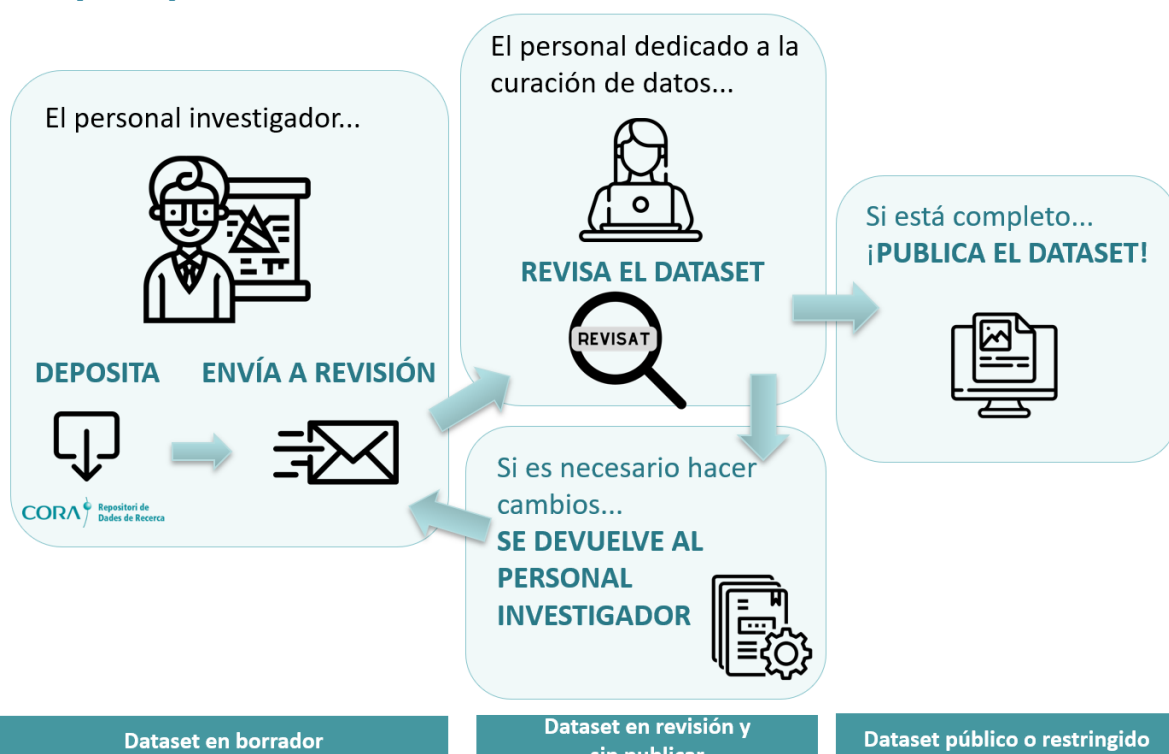 El personal investigador...
DEPOSITA
ENVÍA A REVISIÓN
CORA
Repositori de
Dades de Recerca
El personal dedicado a la
curación de datos...
REVISA EL DATASET
REVISAT
Si es necesario hacer
cambios...
SE DEVUELVE AL
PERSONAL
INVESTIGADOR
Si está completo...
¡PUBLICA EL DATASET!
Dataset en borrador
Dataset en revisión y
sin publicar
Dataset público o restringido